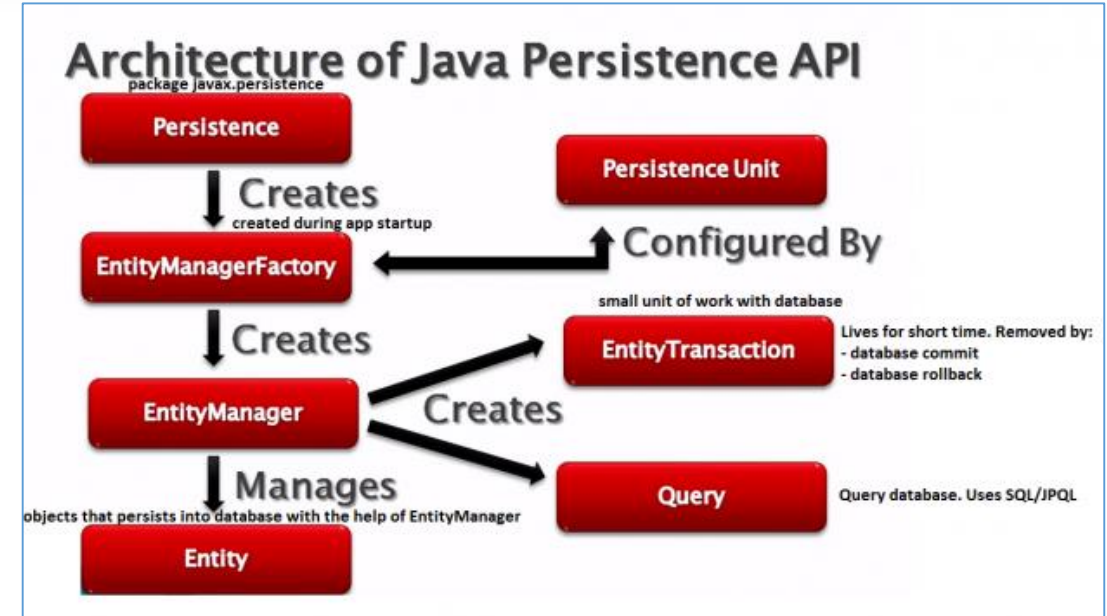 Architecture of Java Persistence API
package javax.persistence
Persistence
Creates
created during app startup
EntityManagerFactory
Persistence Unit
Configured By
Creates
small unit of work with database
EntityTransaction
Lives for short time. Removed by:
- database commit
- database rollback
EntityManager
Creates
Manages
objects that persists into database with the help of EntityManager
Query
Query database. Uses SQL/JPQL
Entity